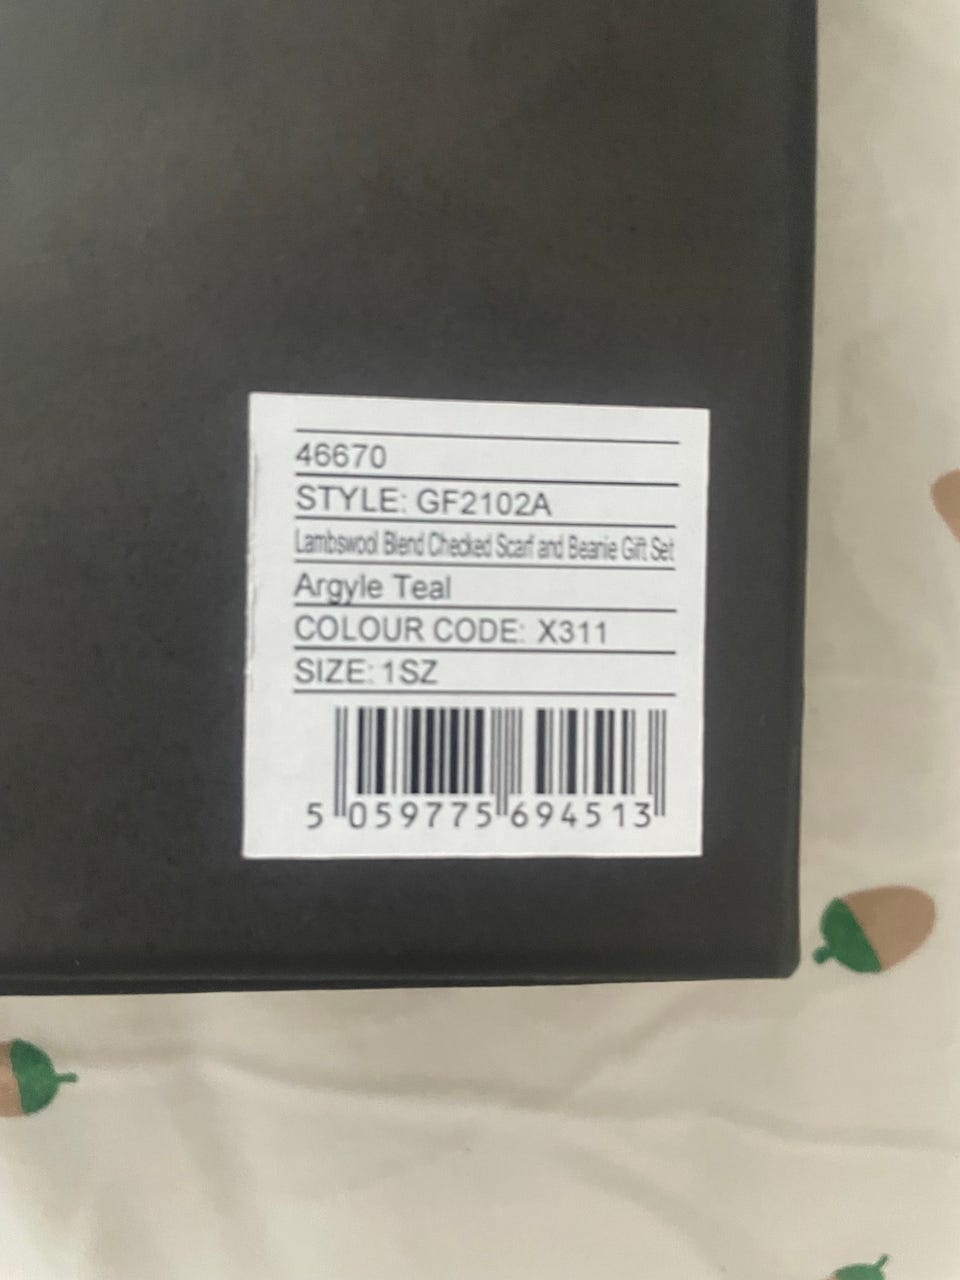 46670
STYLE: GF2102A
Lambswool Blend Checked Scarf and Beanie Gift Set
Argyle Teal
COLOUR CODE: X311
SIZE: 1SZ
5 059775 694513